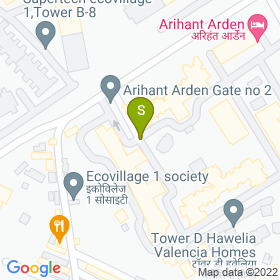 Supertech ecovillage
1,Tower B-8
Arihant Arden
अरिहंत आर्डेन
Arihant Arden Gate no 2
S
Ecovillage 1 society
इकोविलेज
1 सोसाइटी
Tower D Hawelia
Valencia Homes
टॉवर डी हवेलिया
Google
Map data ©2022